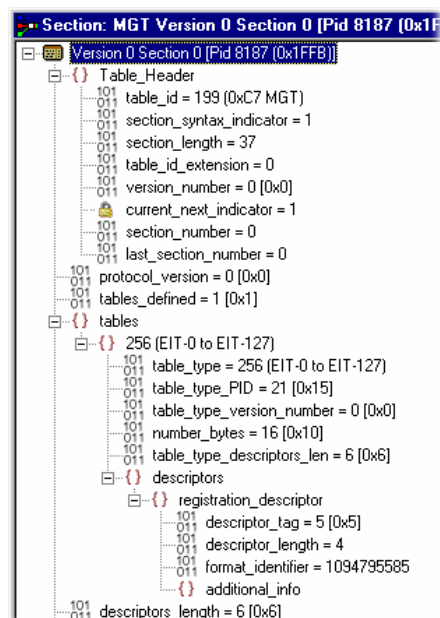 Section: MGT Version 0 Section 0 [Pid 8187 (0x1F
Version 0 Section 0 [Pid 8187 (0x1FFB)]
{} Table_Header
table_id = 199 (0xC7 MGT)
section_syntax_indicator = 1
section_length = 37
table_id_extension = 0
version_number = 0 [0x0]
current_next_indicator = 1
section_number = 0
last_section_number = 0
protocol_version = 0 [0x0]
tables_defined = 1 [0x1]
{} tables
{} 256 (EIT-0 to EIT-127)
table_type = 256 (EIT-0 to EIT-127)
table_type_PID = 21 [0x15]
table_type_version_number = 0 [0x0]
number_bytes = 16 [0x10]
table_type_descriptors_len = 6 [0x6]
{} descriptors
{} registration_descriptor
descriptor_tag = 5 [0x5]
descriptor_length = 4
format_identifier = 1094795585
{} additional_info
descriptors_length = 6 [0x6]